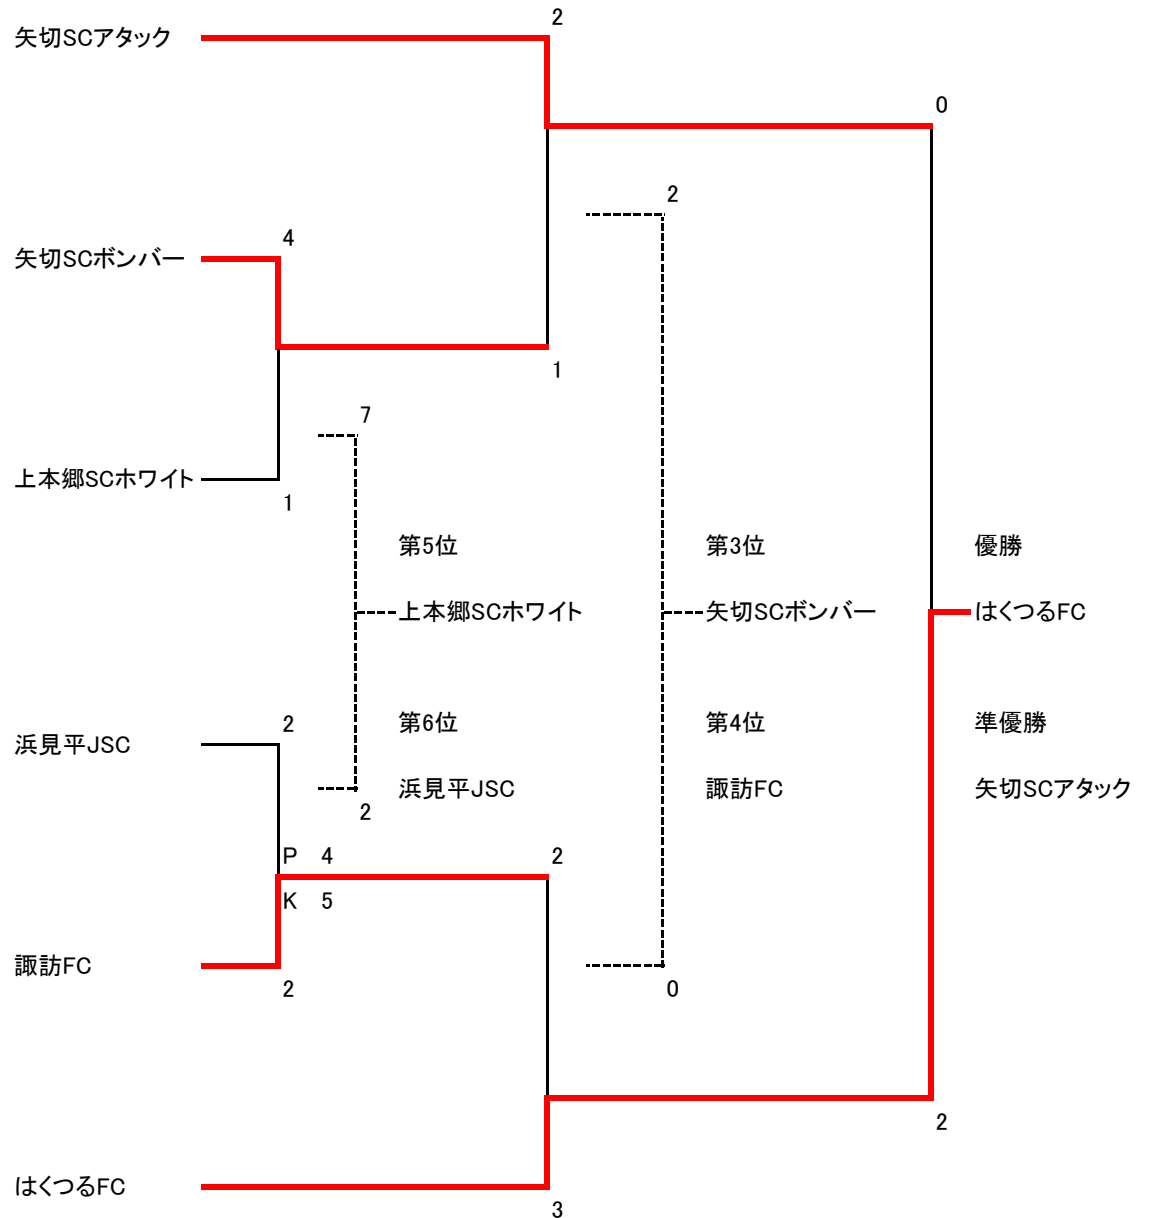 2
矢切SCアタック
0
2
4
矢切SCボンバー
1
7
上本郷SCホワイト
1
第5位 第3位 優勝
上本郷SCホワイト 矢切SCボンバー はくつるFC
2 第6位 第4位 準優勝
浜見平JSC
浜見平JSC 諏訪FC 矢切SCアタック
2
P 4 2
K 5
諏訪FC
2 0
2
はくつるFC
3